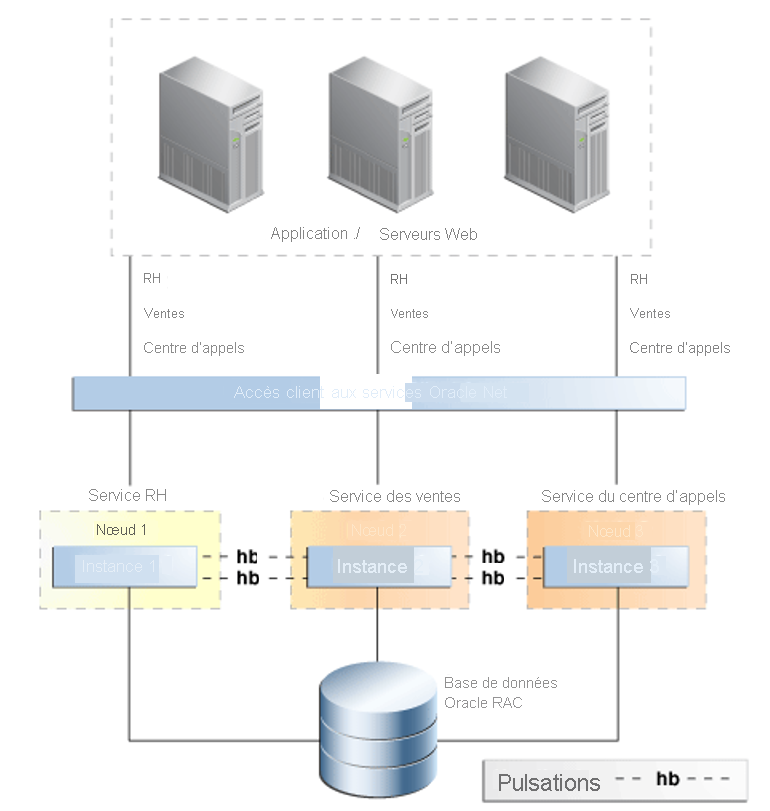 Application ./ Serveurs Web
RH
Ventes
Centre d'appels
RH
Ventes
Centre d'appels
RH
Ventes
Centre d'appels
Accès client aux services Oracle Net
Service RH
Service des ventes
Service du centre d'appels
Nœud 1
Nœud 2
Nœud
Instance 1
hb
hb
Instance
hb
hb
Instance 3
Base de données
Oracle RAC
Pulsations -- hb ---